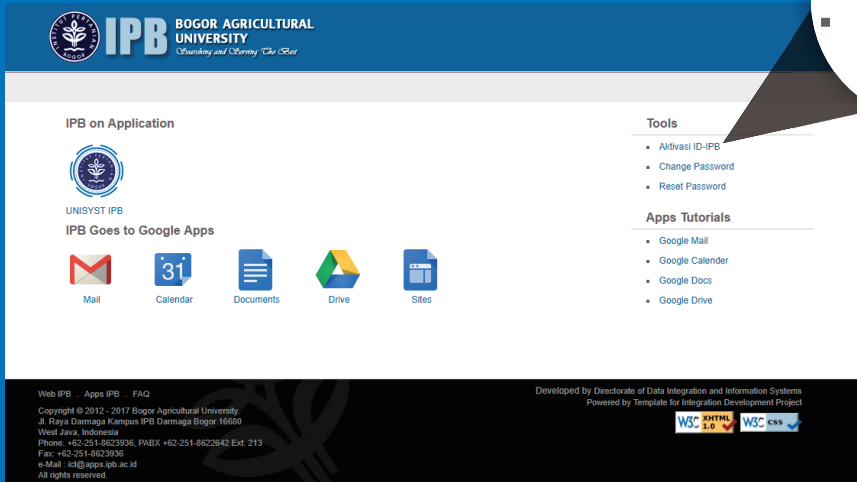 INSTITUT PERTANIAN
BOGOR
IPB
BOGOR AGRICULTURAL
UNIVERSITY
Searching and Serving The Best
IPB on Application
UNISYST IPB
IPB Goes to Google Apps
31
Mail
Calendar
Documents
Drive
Sites
Tools
Aktivasi ID-IPB
Change Password
Reset Password
Apps Tutorials
Google Mail
Google Calender
Google Docs
Google Drive
Web IPB . Apps IPB . FAQ
Copyright © 2012 - 2017 Bogor Agricultural University.
Jl. Raya Darmaga Kampus IPB Darmaga Bogor 16680
West Java, Indonesia
Phone. +62-251-8623936, PABX +62-251-8622642 Ext. 213
Fax: +62-251-8623936
e-Mail : ict@apps.ipb.ac.id
All rights reserved.
Developed by Directorate of Data Integration and Information Systems
Powered by Template for Integration Development Project
W3C XHTML 1.0
W3C css